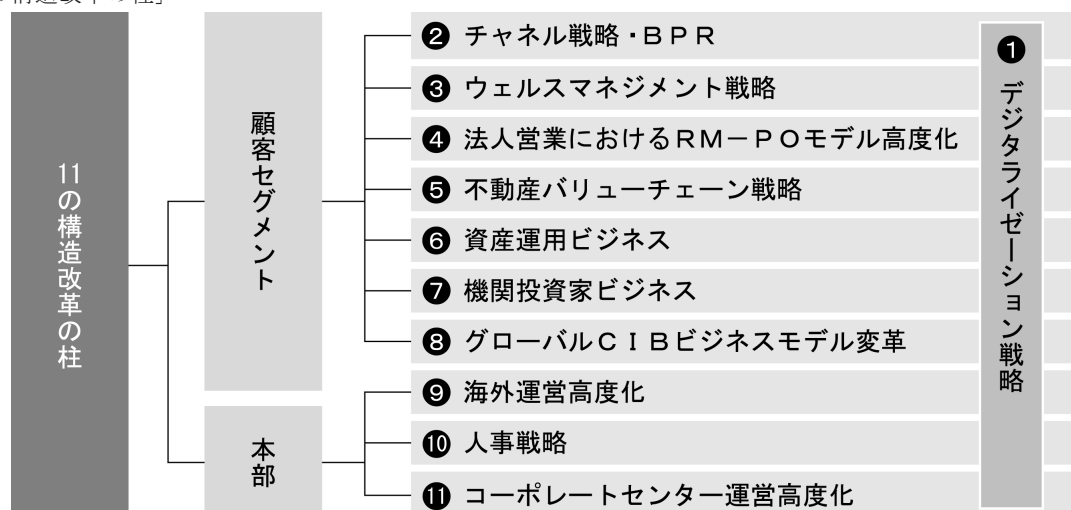 の構造改革の柱」
11の構造改革の柱
顧客セグメント
本部
❷ チャネル戦略・ＢＰＲ
❸ ウェルスマネジメント戦略
❹ 法人営業におけるＲＭ－ＰＯモデル高度化
❺ 不動産バリューチェーン戦略
❻ 資産運用ビジネス
❼ 機関投資家ビジネス
❽ グローバルＣＩＢビジネスモデル変革
❾ 海外運営高度化
❿ 人事戦略
⓫ コーポレートセンター運営高度化
❶ デジタライゼーション戦略